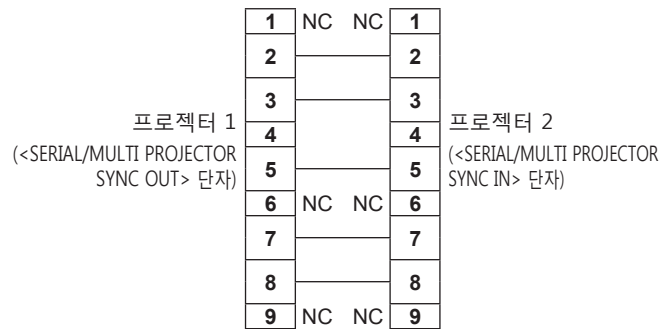 1 NC NC 1
2 2
3 3
프로젝터 1
(<SERIAL/MULTI PROJECTOR
SYNC OUT> 단자)
4 4
프로젝터 2
(<SERIAL/MULTI PROJECTOR
SYNC IN> 단자)
5 5
6 NC NC 6
7 7
8 8
9 NC NC 9